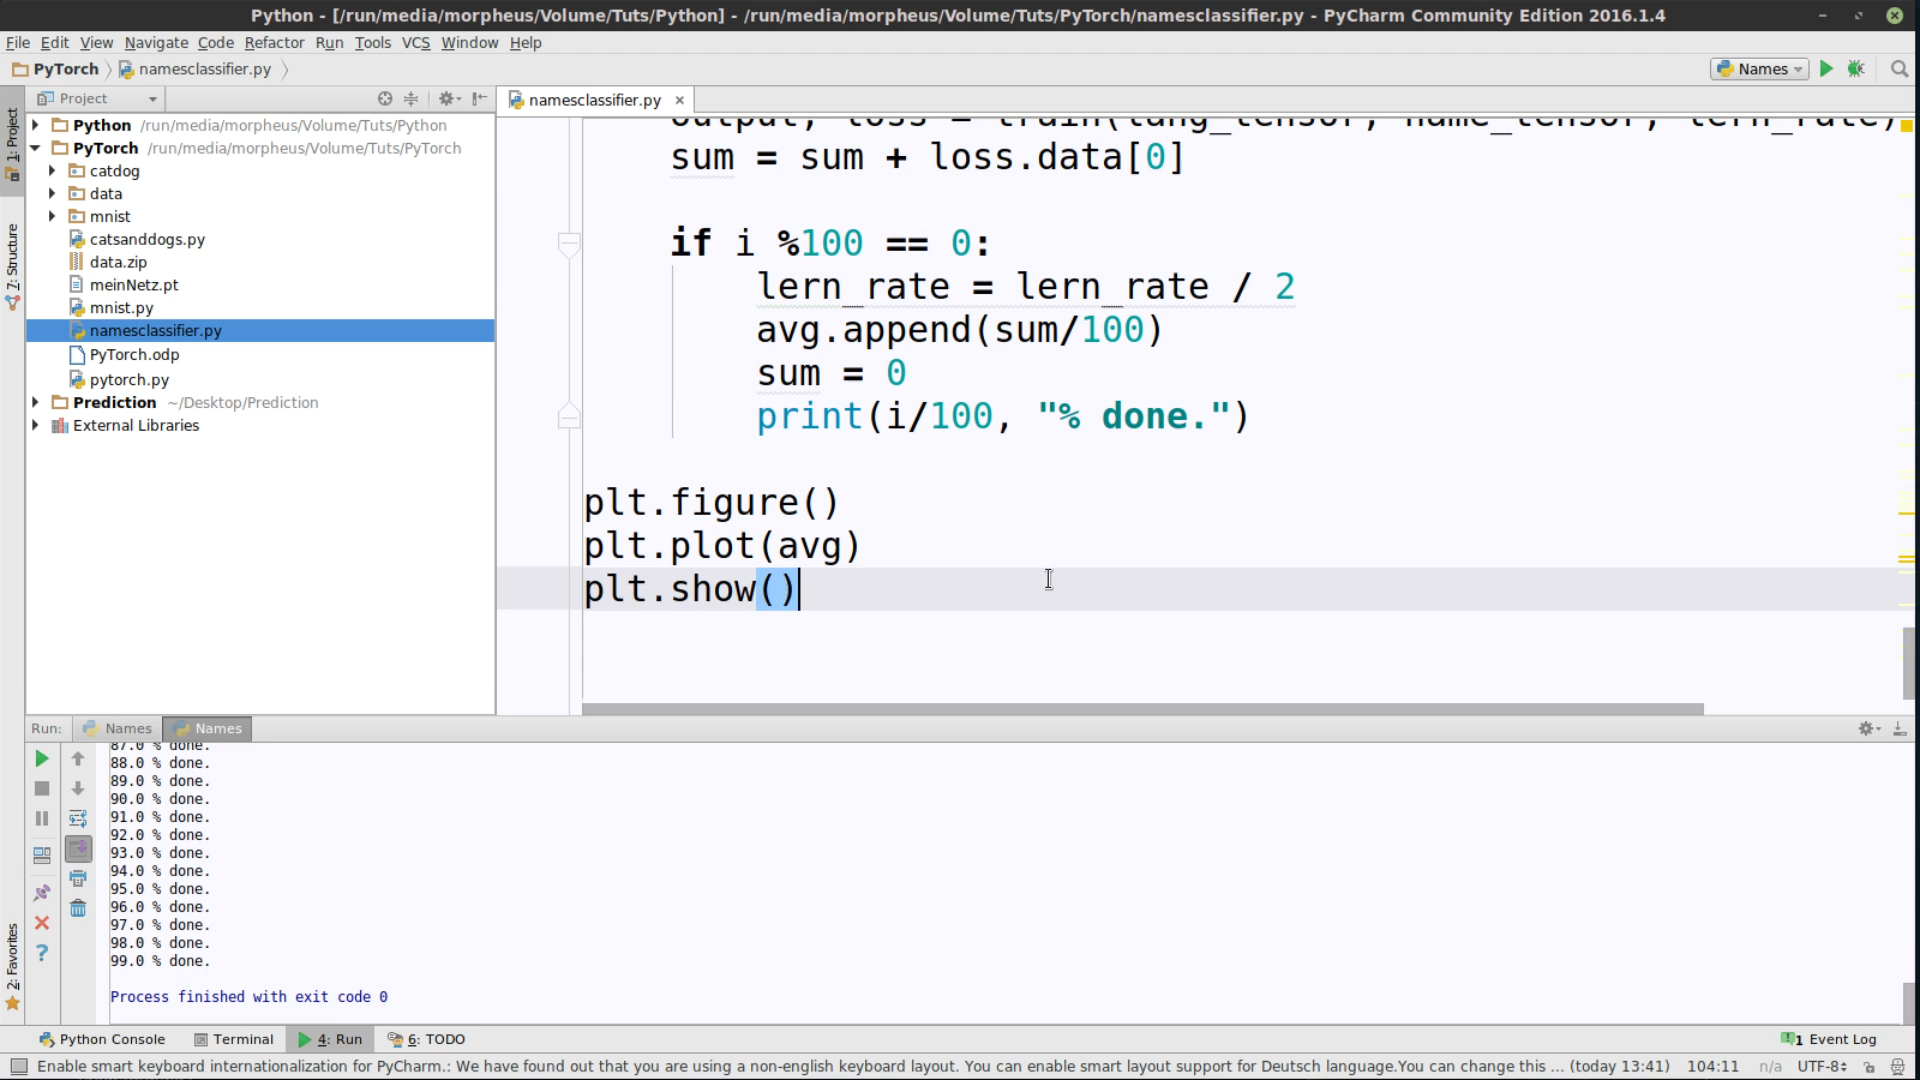 Python - [/run/media/morpheus/Volume/Tuts/Python] - /run/media/morpheus/Volume/Tuts/PyTorch/namesclassifier.py - PyCharm Community Edition 2016.1.4
File Edit View Navigate Code Refactor Run Tools VCS Window Help
PyTorch namesclassifier.py Names
Project
namesclassifier.py
1: Project
7: Structure
2: Favorites
Python /run/media/morpheus/Volume/Tuts/Python
PyTorch /run/media/morpheus/Volume/Tuts/PyTorch
catdog
data
mnist
catsanddogs.py
data.zip
meinNetz.pt
mnist.py
namesclassifier.py
PyTorch.odp
pytorch.py
Prediction ~/Desktop/Prediction
External Libraries
output, loss = train(lang_tensor, name_tensor, lern_rate)
sum = sum + loss.data[0]
if i %100 == 0:
lern_rate = lern_rate / 2
avg.append(sum/100)
sum = 0
print(i/100, "% done.")
plt.figure()
plt.plot(avg)
plt.show()
Run: Names Names
87.0 % done.
88.0 % done.
89.0 % done.
90.0 % done.
91.0 % done.
92.0 % done.
93.0 % done.
94.0 % done.
95.0 % done.
96.0 % done.
97.0 % done.
98.0 % done.
99.0 % done.
Process finished with exit code 0
Python Console Terminal 4: Run 6: TODO 1 Event Log
Enable smart keyboard internationalization for PyCharm.: We have found out that you are using a non-english keyboard layout. You can enable smart layout support for Deutsch language.You can change this ... (today 13:41) 104:11 n/a UTF-8